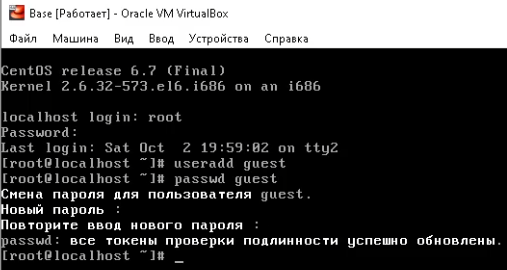 Base [Работает] - Oracle VM VirtualBox
Файл Машина Вид Ввод Устройства Справка
CentOS release 6.7 (Final)
Kernel 2.6.32-573.el6.i686 on an i686
localhost login: root
Password:
Last login: Sat Oct  2 19:59:02 on tty2
[root@localhost ~]# useradd guest
[root@localhost ~]# passwd guest
Смена пароля для пользователя guest.
Новый пароль :
Повторите ввод нового пароля :
passwd: все токены проверки подлинности успешно обновлены.
[root@localhost ~]# _